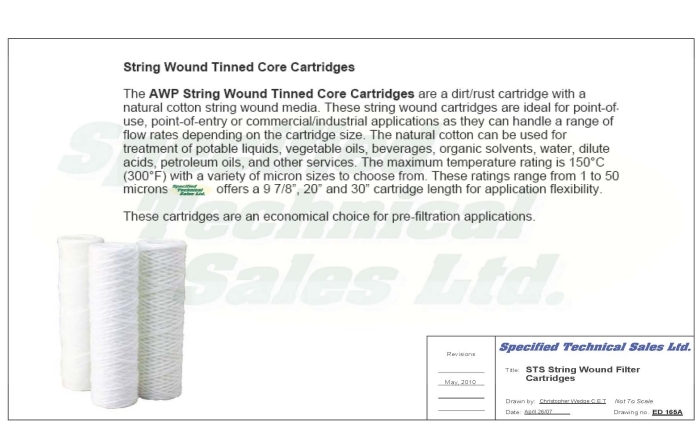 String Wound Tinned Core Cartridges
The AWP String Wound Tinned Core Cartridges are a dirt/rust cartridge with a
natural cotton string wound media. These string wound cartridges are ideal for point-of-
use, point-of-entry or commercial/industrial applications as they can handle a range of
flow rates depending on the cartridge size. The natural cotton can be used for
treatment of potable liquids, vegetable oils, beverages, organic solvents, water, dilute
acids, petroleum oils, and other services. The maximum temperature rating is 150°C
(300°F) with a variety of micron sizes to choose from. These ratings range from 1 to 50
microns Specified Technical Sales Ltd. offers a 9 7/8", 20" and 30" cartridge length for application flexibility.
These cartridges are an economical choice for pre-filtration applications.
Specified
Technical
Sales Ltd.
Revisions
May, 2010
Specified Technical Sales Ltd.
Title: STS String Wound Filter
Cartridges
Drawn by: Christopher Wedge C.E.T Not To Scale
Date: April 26/07 Drawing no. ED 165A